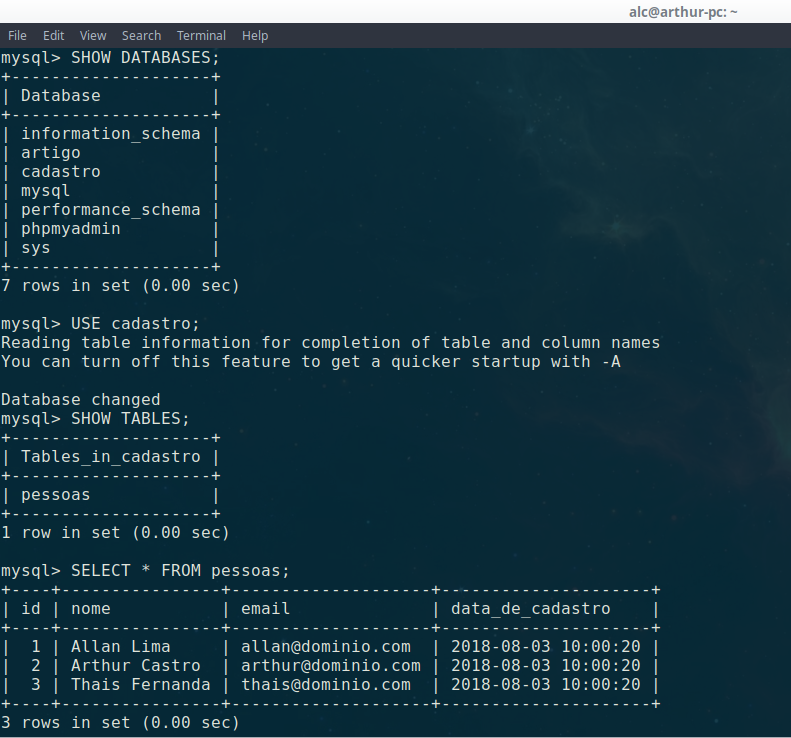 alc@arthur-pc: ~
File Edit View Search Terminal Help
mysql> SHOW DATABASES;
+--------------------+
| Database           |
+--------------------+
| information_schema |
| artigo             |
| cadastro           |
| mysql              |
| performance_schema |
| phpmyadmin         |
| sys                |
+--------------------+
7 rows in set (0.00 sec)

mysql> USE cadastro;
Reading table information for completion of table and column names
You can turn off this feature to get a quicker startup with -A

Database changed
mysql> SHOW TABLES;
+--------------------+
| Tables_in_cadastro |
+--------------------+
| pessoas            |
+--------------------+
1 row in set (0.00 sec)

mysql> SELECT * FROM pessoas;
+----+----------------+--------------------+---------------------+
| id | nome           | email              | data_de_cadastro    |
+----+----------------+--------------------+---------------------+
|  1 | Allan Lima     | allan@dominio.com  | 2018-08-03 10:00:20 |
|  2 | Arthur Castro  | arthur@dominio.com | 2018-08-03 10:00:20 |
|  3 | Thais Fernanda | thais@dominio.com  | 2018-08-03 10:00:20 |
+----+----------------+--------------------+---------------------+
3 rows in set (0.00 sec)